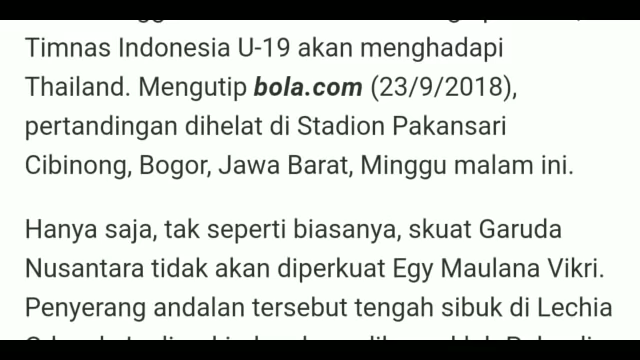 Timnas Indonesia U-19 akan menghadapi
Thailand. Mengutip bola.com (23/9/2018),
pertandingan dihelat di Stadion Pakansari
Cibinong, Bogor, Jawa Barat, Minggu malam ini.
Hanya saja, tak seperti biasanya, skuat Garuda
Nusantara tidak akan diperkuat Egy Maulana Vikri.
Penyerang andalan tersebut tengah sibuk di Lechia